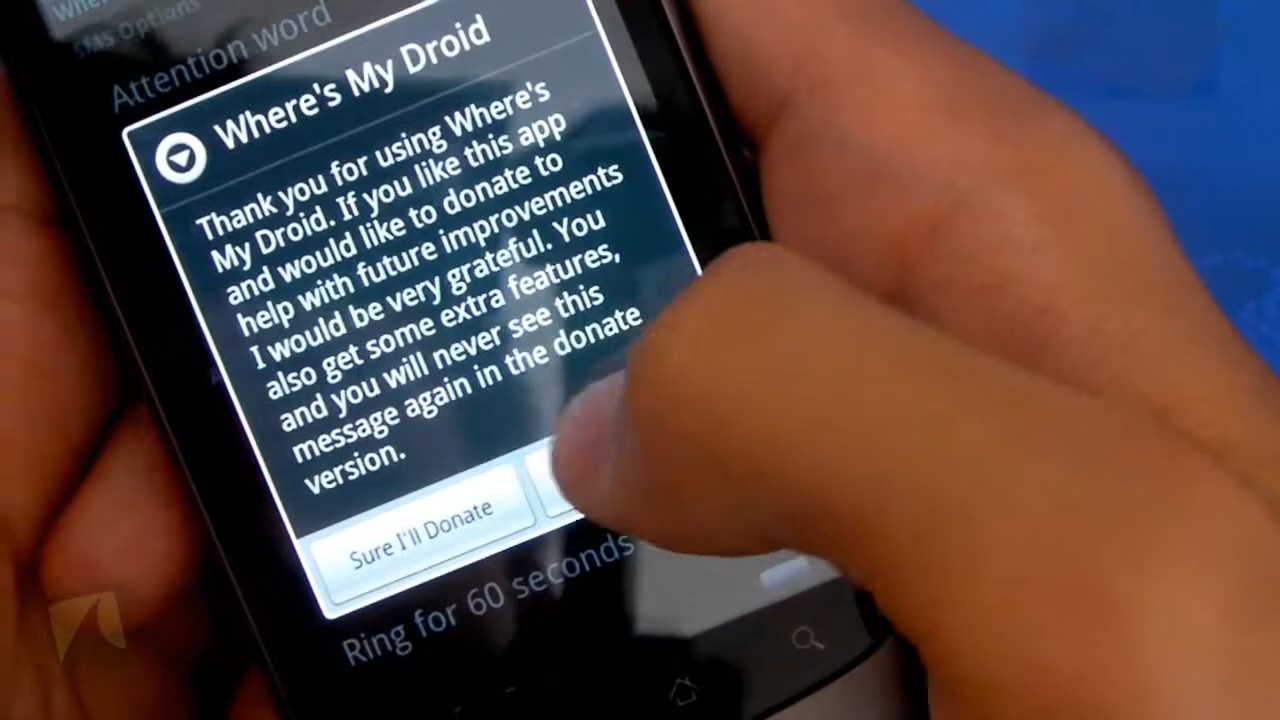 SMS Options
Attention word
Where's My Droid
Thank you for using Where's
My Droid. If you like this app
and would like to donate to
help with future improvements
I would be very grateful. You
also get some extra features,
and you will never see this
message again in the donate
version.
Sure I'll Donate
Ring for 60 seconds